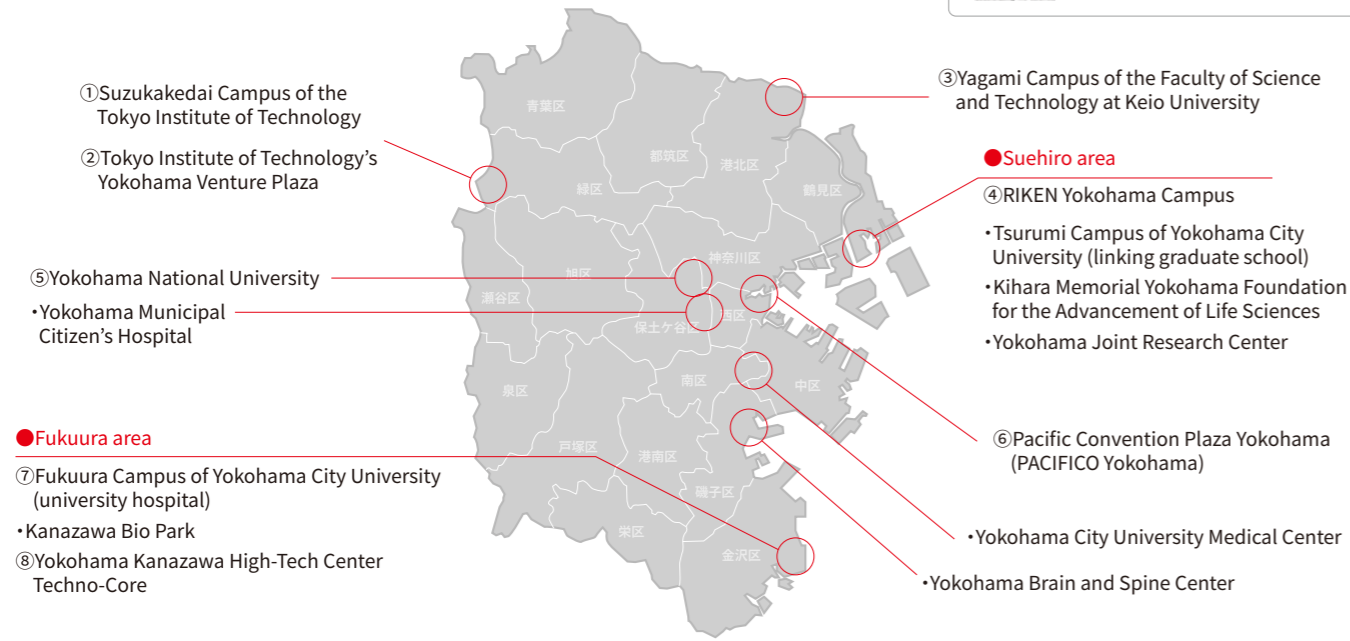 ①Suzukakedai Campus of the
Tokyo Institute of Technology
②Tokyo Institute of Technology’s
Yokohama Venture Plaza
③Yagami Campus of the Faculty of Science
and Technology at Keio University
●Suehiro area
④RIKEN Yokohama Campus
・Tsurumi Campus of Yokohama City
University (linking graduate school)
・Kihara Memorial Yokohama Foundation
for the Advancement of Life Sciences
・Yokohama Joint Research Center
⑤Yokohama National University
・Yokohama Municipal
Citizen’s Hospital
⑥Pacific Convention Plaza Yokohama
(PACIFICO Yokohama)
●Fukuura area
⑦Fukuura Campus of Yokohama City University
(university hospital)
・Kanazawa Bio Park
⑧Yokohama Kanazawa High-Tech Center
Techno-Core
・Yokohama City University Medical Center
・Yokohama Brain and Spine Center
青葉区
都筑区
港北区
鶴見区
緑区
神奈川区
旭区
瀬谷区
保土ケ谷区
西区
南区
中区
泉区
戸塚区
港南区
磯子区
栄区
金沢区